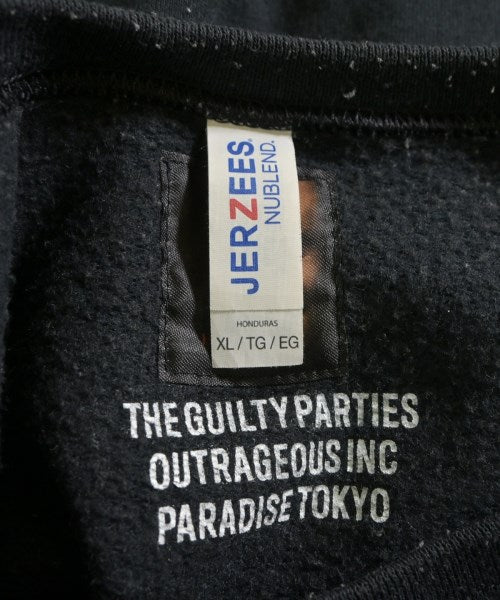 JERZEES
NUBLEND.
HONDURAS
XL / TG / EG
THE GUILTY PARTIES
OUTRAGEOUS INC
PARADISE TOKYO